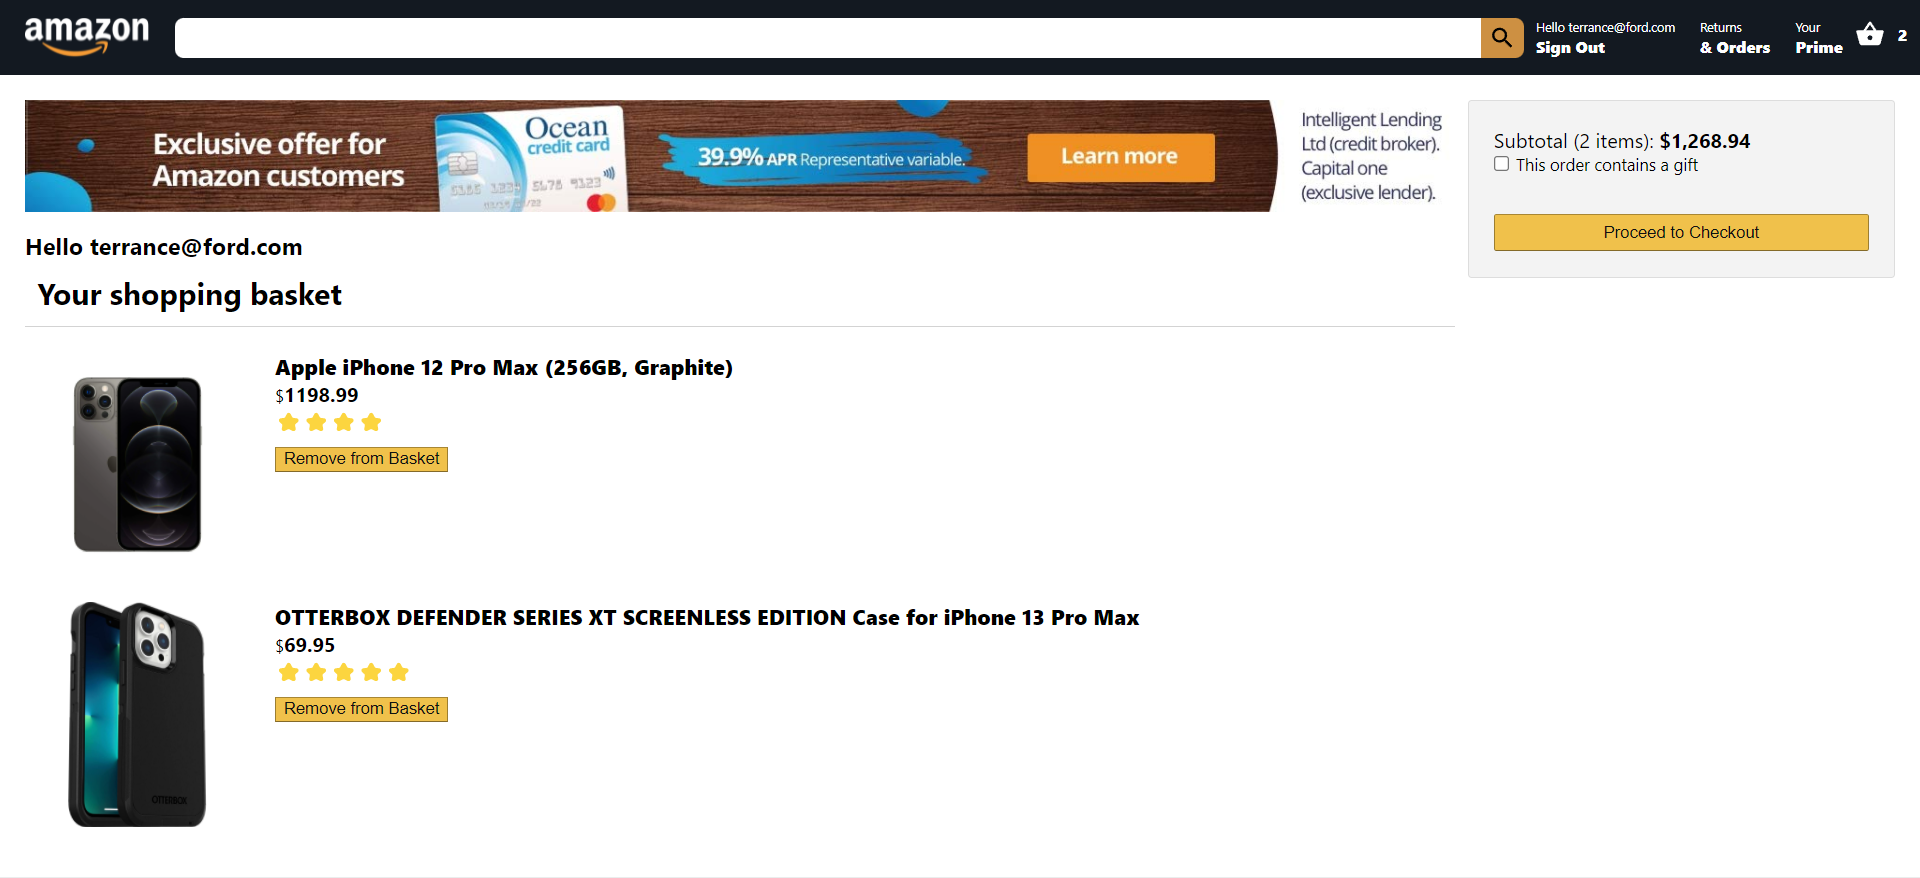 amazon
Hello terrance@ford.com
Sign Out
Returns
& Orders
Your
Prime
2
Exclusive offer for
Amazon customers
Ocean
credit card
39.9% APR Representative variable.
Learn more
Intelligent Lending
Ltd (credit broker).
Capital one
(exclusive lender).
Subtotal (2 items): $1,268.94
This order contains a gift
Proceed to Checkout
Hello terrance@ford.com
Your shopping basket
Apple iPhone 12 Pro Max (256GB, Graphite)
$1198.99
Remove from Basket
OTTERBOX DEFENDER SERIES XT SCREENLESS EDITION Case for iPhone 13 Pro Max
$69.95
Remove from Basket
OTTERBOX